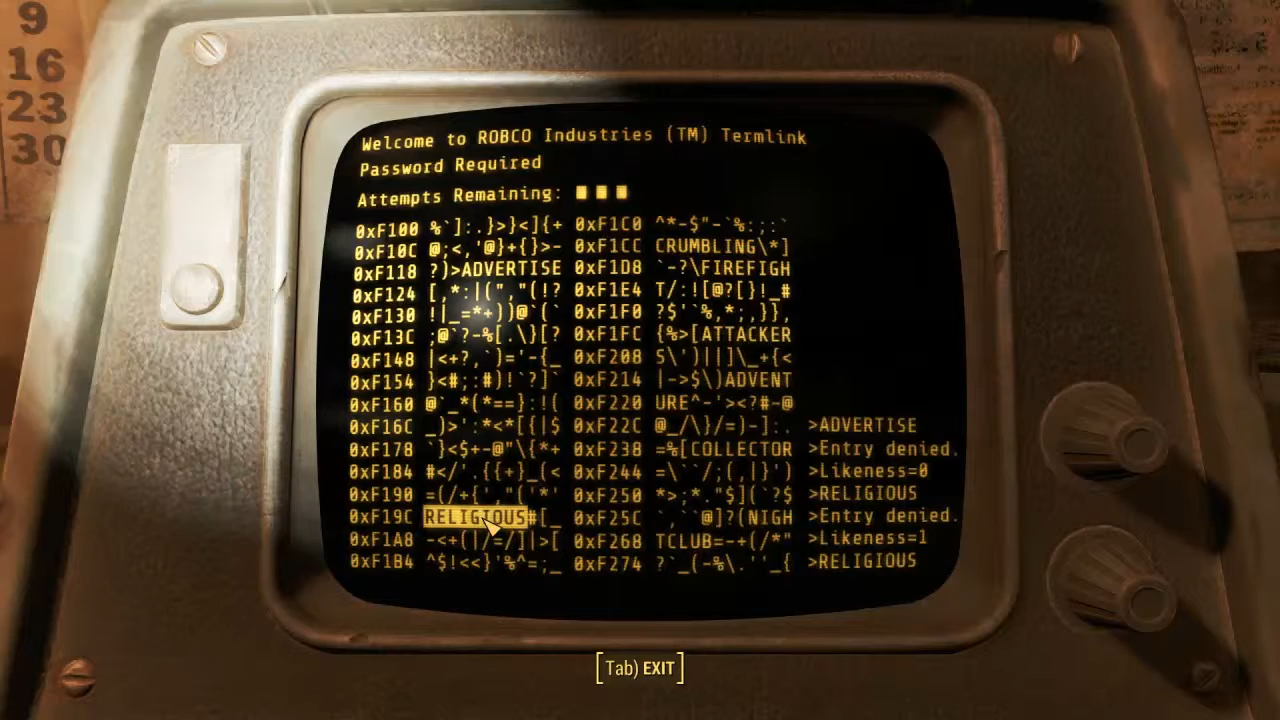 9
16
23
30
Welcome to ROBCO Industries (TM) Termlink
Password Required
Attempts Remaining: ■ ■ ■
0xF100 %`]:.}>}<]{+ 0xF1C0 ^*-$"-`%:;:`
0xF10C @;<,'@}+{}>- 0xF1CC CRUMBLING\*]
0xF118 ?)>ADVERTISE 0xF1D8 `-?\FIREFIGH
0xF124 [,*:|(","(!? 0xF1E4 T/:![@?[}!_#
0xF130 !|_=*+))@`(` 0xF1F0 ?$'`%,*;,}},
0xF13C ;@`?-%[.\}[? 0xF1FC {%>[ATTACKER
0xF148 |<+?,`)='-{_ 0xF208 S\')||]\_+{<
0xF154 }<#;:#)!`?]` 0xF214 |->$\)ADVENT
0xF160 @`_*(*==}:!( 0xF220 URE^-'><?#-@
0xF16C _)>':*<*[{|$ 0xF22C @_/\}/=)-]:. >ADVERTISE
0xF178 `}<$+-@"\{*+ 0xF238 =%[COLLECTOR >Entry denied.
0xF184 #</'.{{+}_(< 0xF244 =\``/;(,|}') >Likeness=0
0xF190 =(/+{','"('*' 0xF250 *>;*."$](`?$ >RELIGIOUS
0xF19C RELIGIOUS#[_ 0xF25C `,``@]?(NIGH >Entry denied.
0xF1A8 -<+(|/=/]|>[ 0xF268 TCLUB=-+(/*" >Likeness=1
0xF1B4 ^$!<<}'%^=;_ 0xF274 ?`_(-%\.''_{ >RELIGIOUS
[Tab) EXIT]